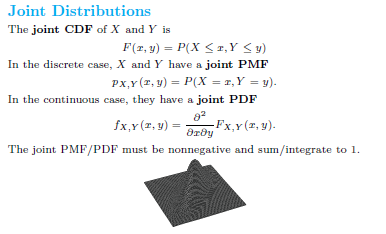 Joint Distributions
The joint CDF of X and Y is
F(x, y) = P(X ≤ x, Y ≤ y)
In the discrete case, X and Y have a joint PMF
p_{X,Y}(x, y) = P(X = x, Y = y).
In the continuous case, they have a joint PDF
f_{X,Y}(x, y) = ∂²/∂x∂y F_{X,Y}(x, y).
The joint PMF/PDF must be nonnegative and sum/integrate to 1.